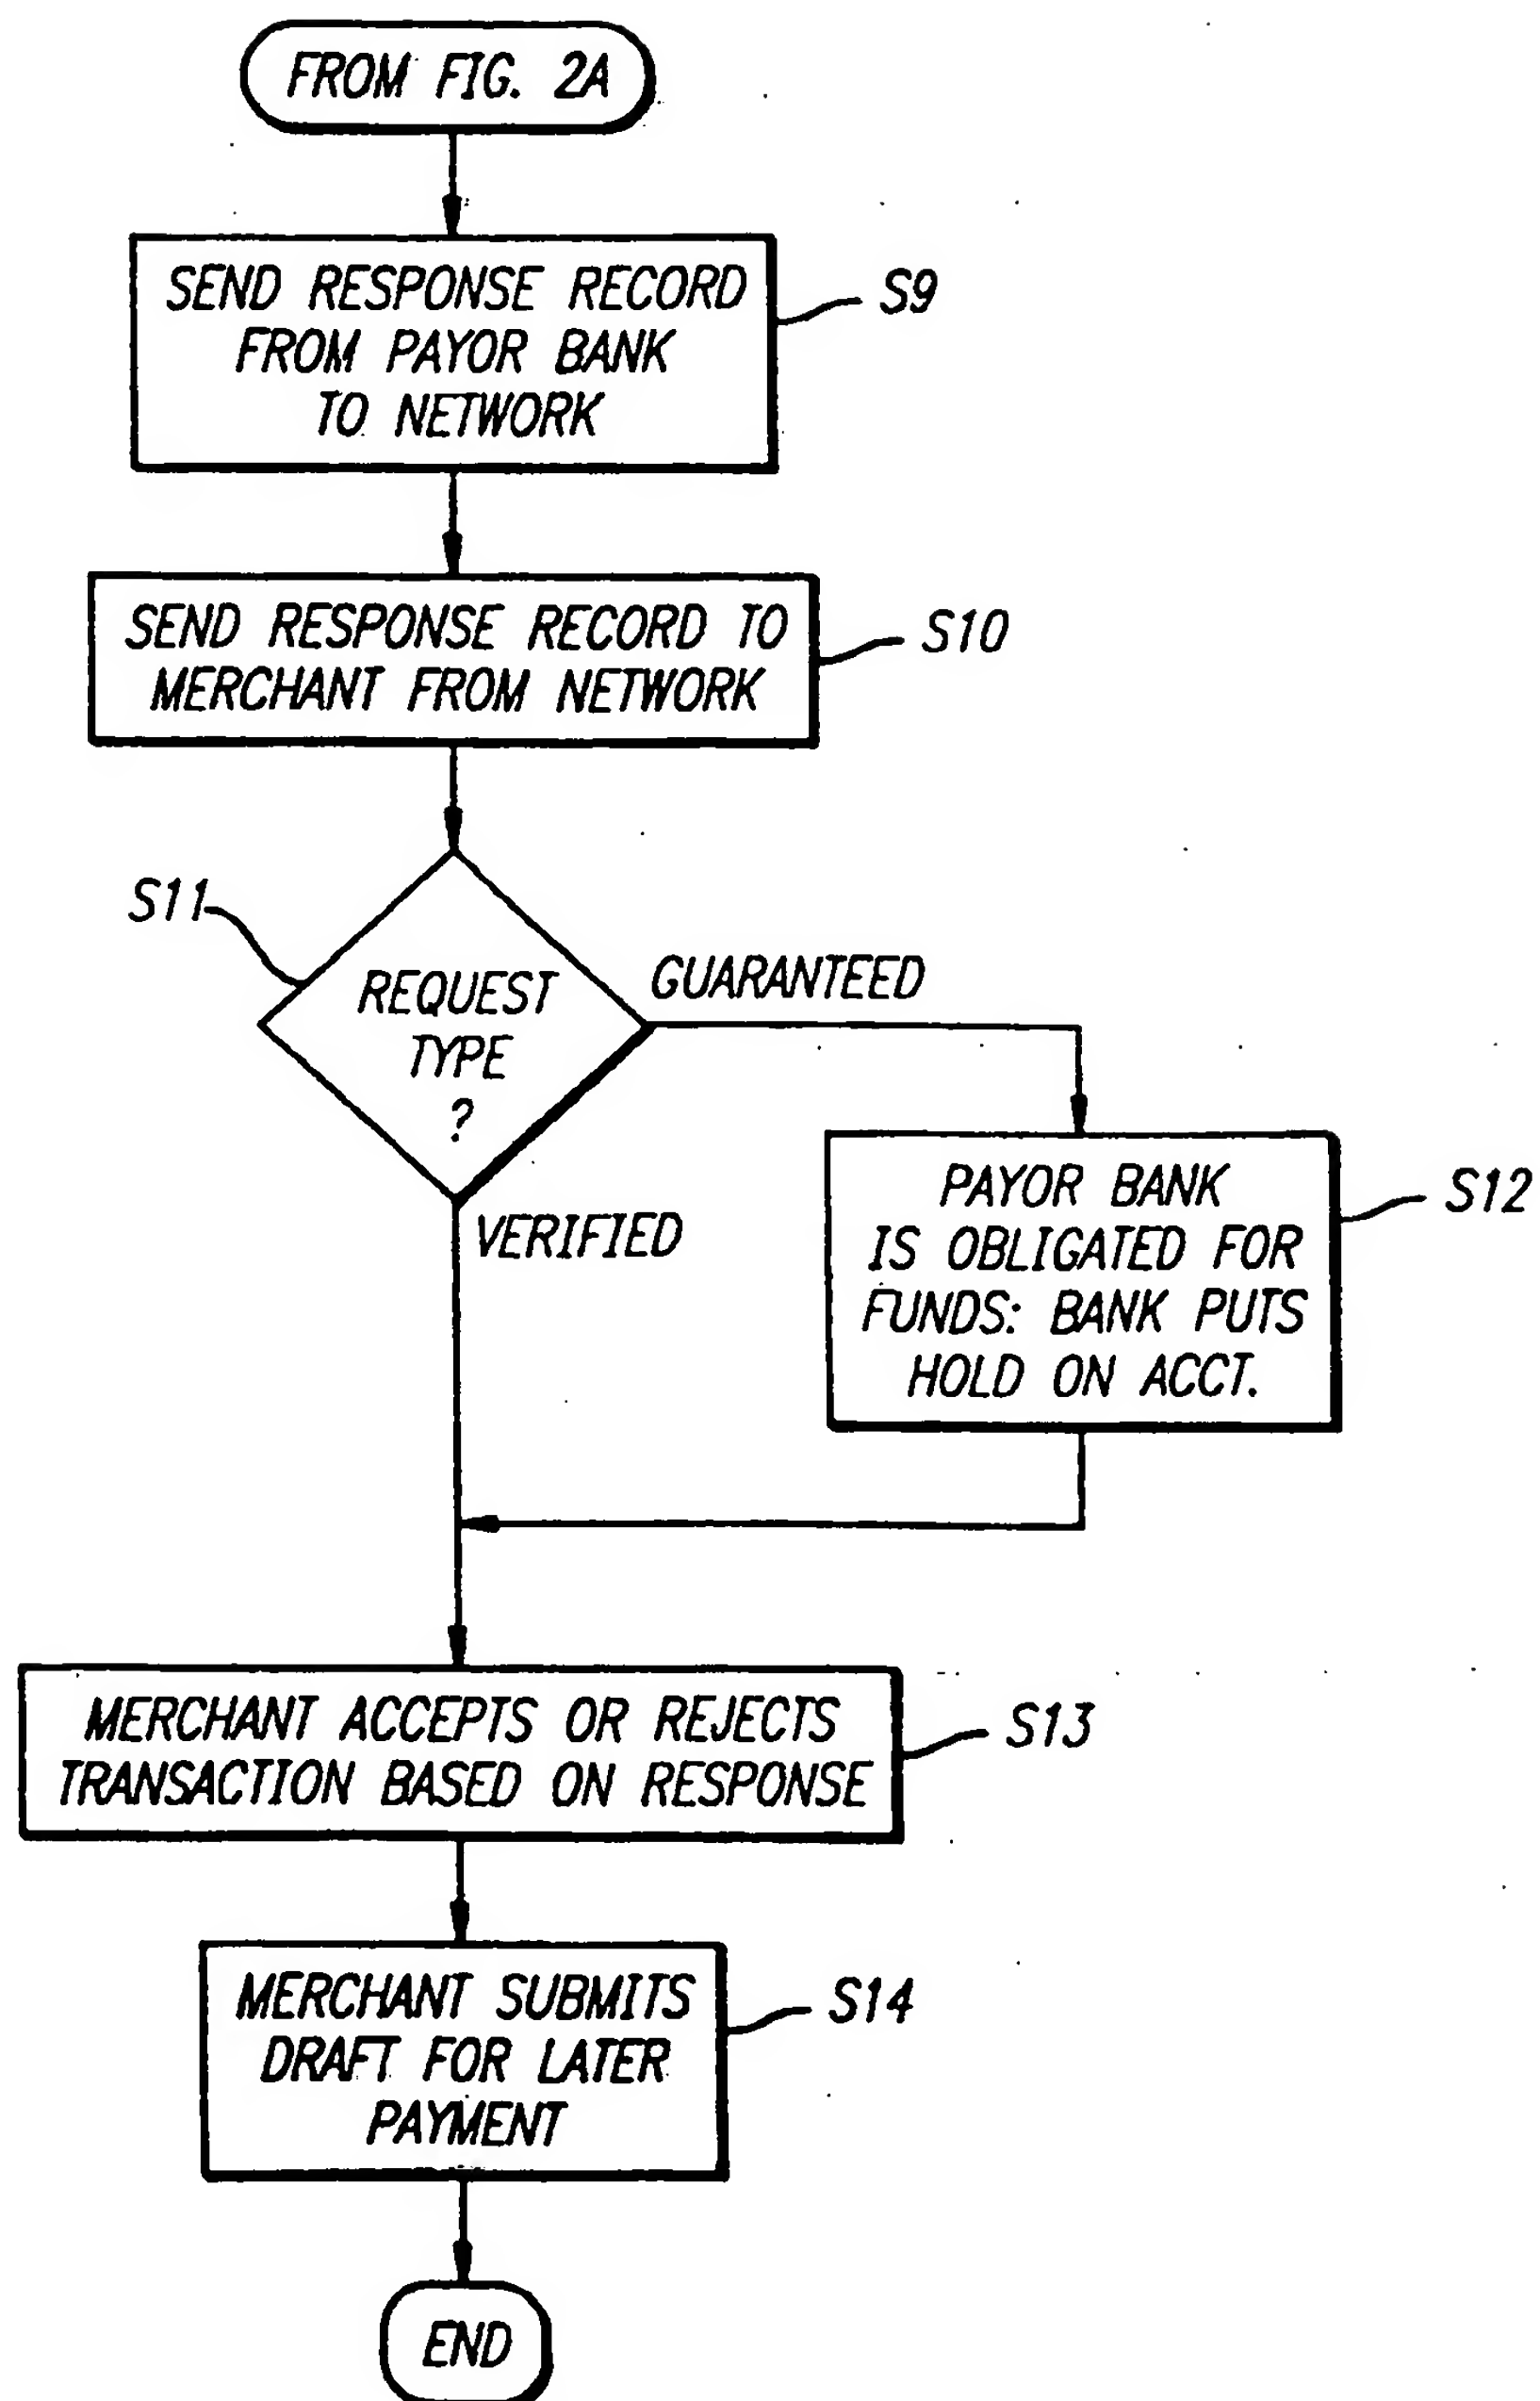 FROM FIG. 2A
SEND RESPONSE RECORD
FROM PAYOR BANK
TO NETWORK
S9
SEND RESPONSE RECORD TO
MERCHANT FROM NETWORK
S10
S11
REQUEST
TYPE
?
GUARANTEED
VERIFIED
PAYOR BANK
IS OBLIGATED FOR
FUNDS: BANK PUTS
HOLD ON ACCT.
S12
MERCHANT ACCEPTS OR REJECTS
TRANSACTION BASED ON RESPONSE
S13
MERCHANT SUBMITS
DRAFT FOR LATER
PAYMENT
S14
END